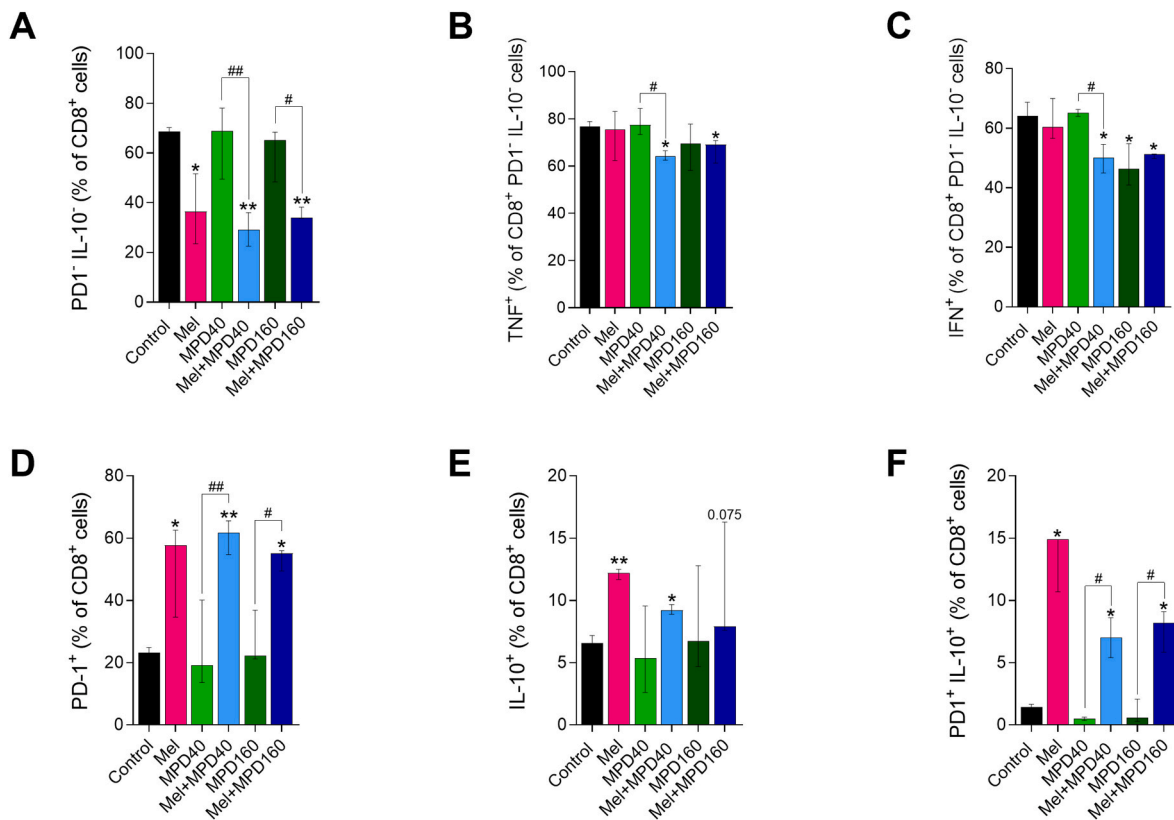 A
PD1⁻ IL-10⁻ (% of CD8⁺ cells)
100
80
60
40
20
0
*
##
**
#
**
Control
Mel
MPD40
Mel+MPD40
MPD160
Mel+MPD160
B
TNF⁺ (% of CD8⁺ PD1⁻ IL-10⁻ cells)
100
80
60
40
20
0
#
*
*
Control
Mel
MPD40
Mel+MPD40
MPD160
Mel+MPD160
C
IFN⁺ (% of CD8⁺ PD1⁻ IL-10⁻ cells)
80
60
40
20
0
#
*
*
*
Control
Mel
MPD40
Mel+MPD40
MPD160
Mel+MPD160
D
PD-1⁺ (% of CD8⁺ cells)
80
60
40
20
0
*
##
**
#
*
Control
Mel
MPD40
Mel+MPD40
MPD160
Mel+MPD160
E
IL-10⁺ (% of CD8⁺ cells)
20
15
10
5
0
**
*
0.075
Control
Mel
MPD40
Mel+MPD40
MPD160
Mel+MPD160
F
PD1⁺ IL-10⁺ (% of CD8⁺ cells)
20
15
10
5
0
*
#
*
#
*
Control
Mel
MPD40
Mel+MPD40
MPD160
Mel+MPD160